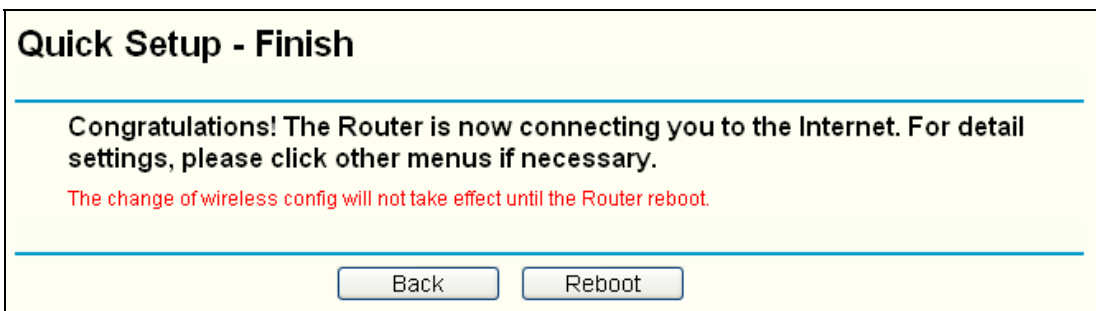 Quick Setup - Finish
Congratulations! The Router is now connecting you to the Internet. For detail
settings, please click other menus if necessary.
The change of wireless config will not take effect until the Router reboot.
Back Reboot